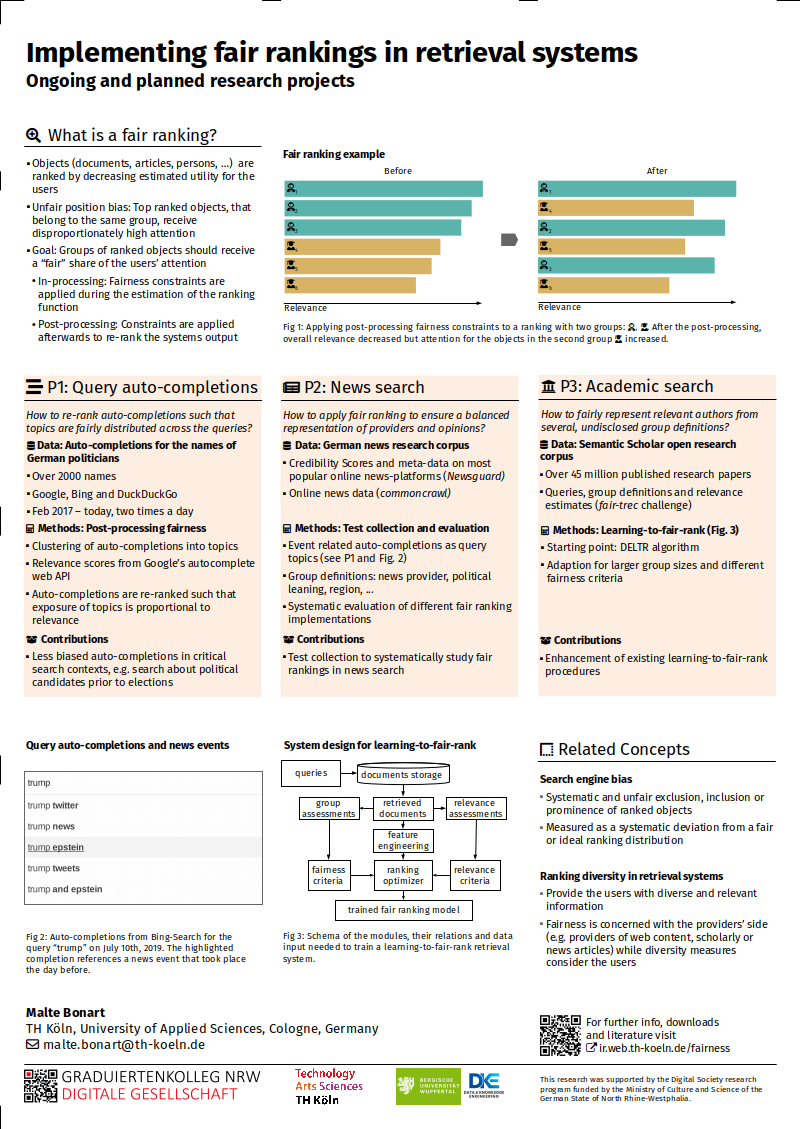 Implementing fair rankings in retrieval systems
Ongoing and planned research projects
What is a fair ranking?
▪ Objects (documents, articles, persons, ...) are
ranked by decreasing estimated utility for the
users
▪ Unfair position bias: Top ranked objects, that
belong to the same group, receive
disproportionately high attention
▪ Goal: Groups of ranked objects should receive
a “fair” share of the users’ attention
▪ In-processing: Fairness constraints are
applied during the estimation of the ranking
function
▪ Post-processing: Constraints are applied
afterwards to re-rank the systems output
Fair ranking example
Before
1
2
3
4
5
6
Relevance
After
1
4
2
5
3
6
Relevance
Fig 1: Applying post-processing fairness constraints to a ranking with two groups: , . After the post-processing,
overall relevance decreased but attention for the objects in the second group increased.
P1: Query auto-completions
How to re-rank auto-completions such that
topics are fairly distributed across the queries?
Data: Auto-completions for the names of
German politicians
▪ Over 2000 names
▪ Google, Bing and DuckDuckGo
▪ Feb 2017 – today, two times a day
Methods: Post-processing fairness
▪ Clustering of auto-completions into topics
▪ Relevance scores from Google’s autocomplete
web API
▪ Auto-completions are re-ranked such that
exposure of topics is proportional to
relevance
Contributions
▪ Less biased auto-completions in critical
search contexts, e.g. search about political
candidates prior to elections
P2: News search
How to apply fair ranking to ensure a balanced
representation of providers and opinions?
Data: German news research corpus
▪ Credibility Scores and meta-data on most
popular online news-platforms (Newsguard)
▪ Online news data (commoncrawl)
Methods: Test collection and evaluation
▪ Event related auto-completions as query
topics (see P1 and Fig. 2)
▪ Group definitions: news provider, political
leaning, region, ...
▪ Systematic evaluation of different fair ranking
implementations
Contributions
▪ Test collection to systematically study fair
rankings in news search
P3: Academic search
How to fairly represent relevant authors from
several, undisclosed group definitions?
Data: Semantic Scholar open research
corpus
▪ Over 45 million published research papers
▪ Queries, group definitions and relevance
estimates (fair-trec challenge)
Methods: Learning-to-fair-rank (Fig. 3)
▪ Starting point: DELTR algorithm
▪ Adaption for larger group sizes and different
fairness criteria
Contributions
▪ Enhancement of existing learning-to-fair-rank
procedures
Query auto-completions and news events
trump
trump twitter
trump news
trump epstein
trump tweets
trump and epstein
Fig 2: Auto-completions from Bing-Search for the
query “trump” on July 10th, 2019. The highlighted
completion references a news event that took place
the day before.
System design for learning-to-fair-rank
queries
documents storage
group
assessments
retrieved
documents
relevance
assessments
feature
engineering
fairness
criteria
ranking
optimizer
relevance
criteria
trained fair ranking model
Fig 3: Schema of the modules, their relations and data
input needed to train a learning-to-fair-rank retrieval
system.
Related Concepts
Search engine bias
▪ Systematic and unfair exclusion, inclusion or
prominence of ranked objects
▪ Measured as a systematic deviation from a fair
or ideal ranking distribution
Ranking diversity in retrieval systems
▪ Provide the users with diverse and relevant
information
▪ Fairness is concerned with the providers’ side
(e.g. providers of web content, scholarly or
news articles) while diversity measures
consider the users
Malte Bonart
TH Köln, University of Applied Sciences, Cologne, Germany
malte.bonart@th-koeln.de
For further info, downloads
and literature visit
ir.web.th-koeln.de/fairness
GRADUIERTENKOLLEG NRW
DIGITALE GESELLSCHAFT
Technology
Arts Sciences
TH Köln
BERGISCHE
UNIVERSITÄT
WUPPERTAL
DKE
DATA & KNOWLEDGE
ENGINEERING
This research was supported by the Digital Society research
program funded by the Ministry of Culture and Science of the
German State of North Rhine-Westphalia.